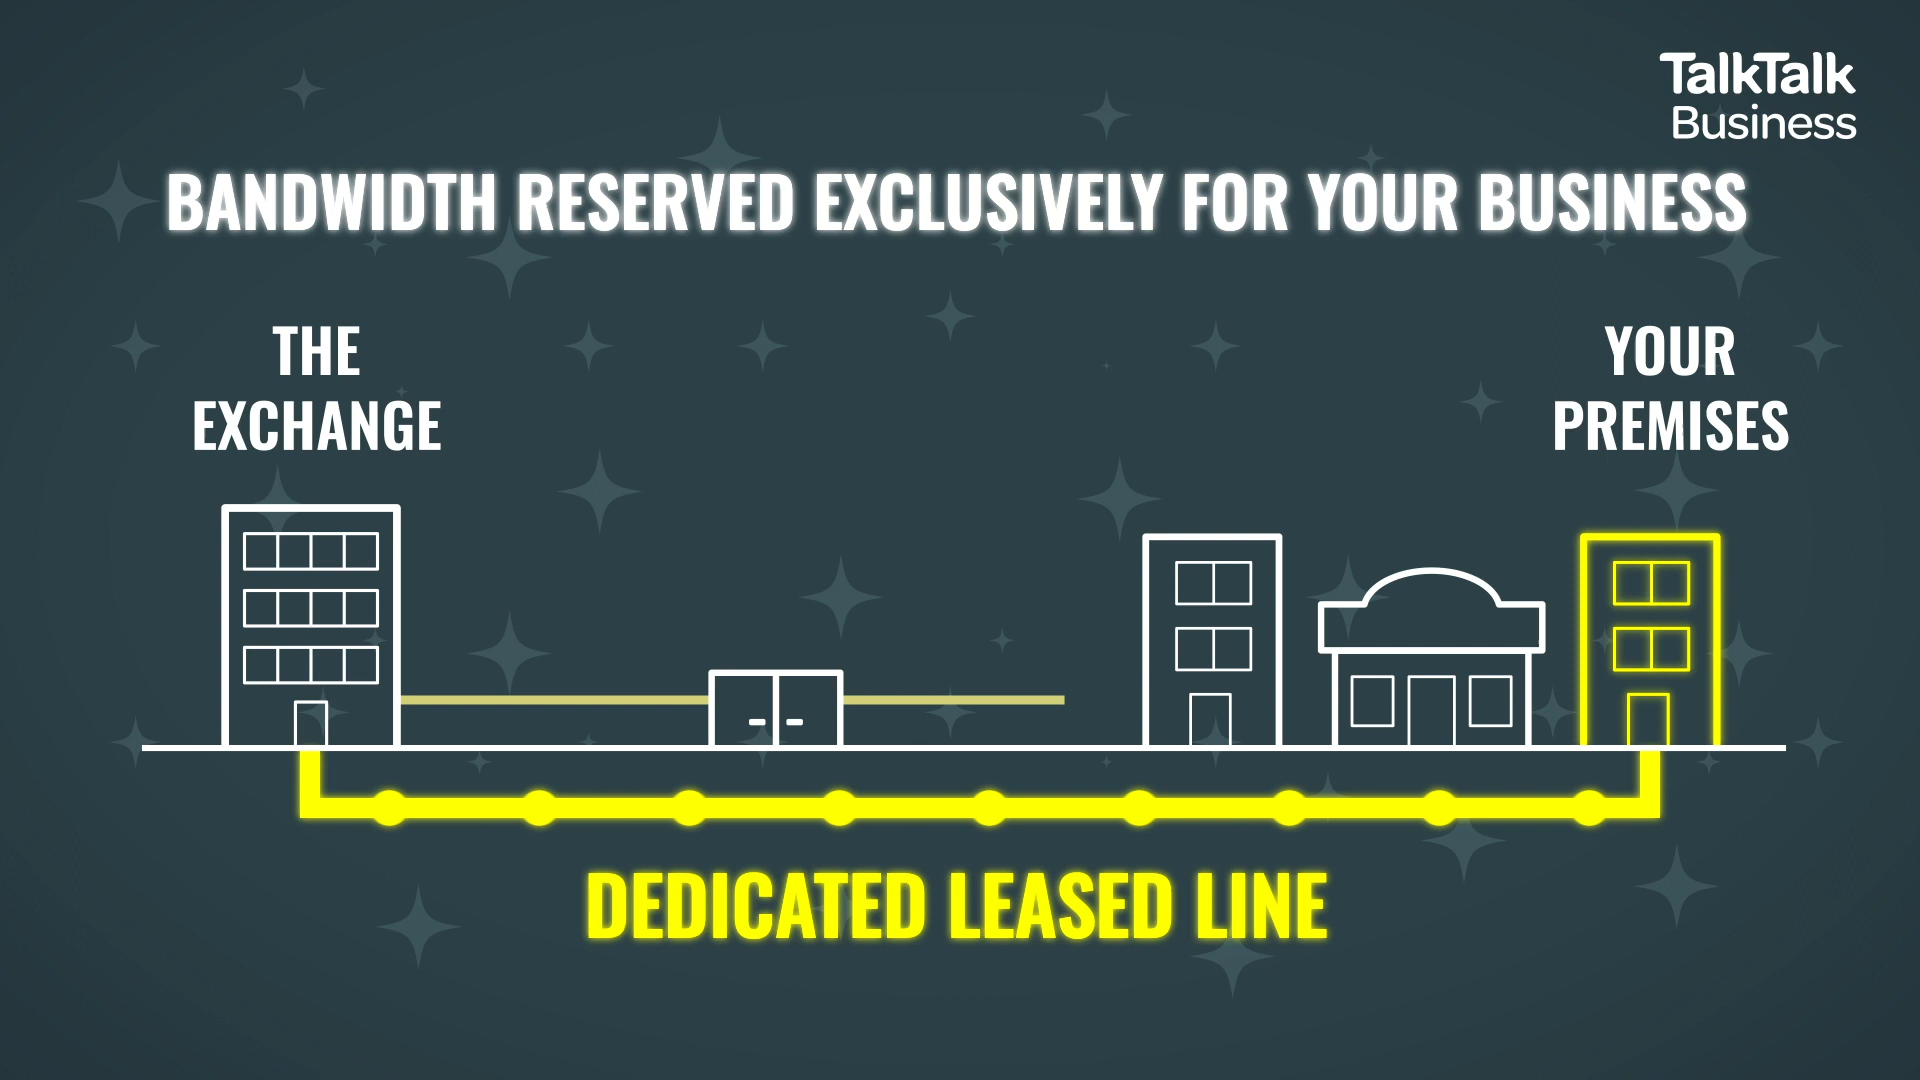 TalkTalk
Business
BANDWIDTH RESERVED EXCLUSIVELY FOR YOUR BUSINESS
THE
EXCHANGE
YOUR
PREMISES
DEDICATED LEASED LINE